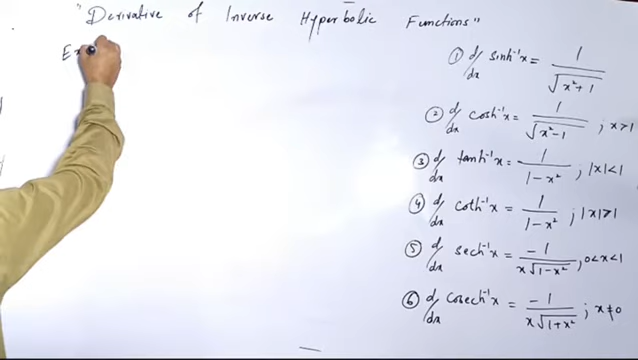 "Derivative of Inverse Hyperbolic Functions"
Ex
① d/dx sinh⁻¹x = 1/√(x²+1)
② d/dx cosh⁻¹x = 1/√(x²-1) ; x>1
③ d/dx tanh⁻¹x = 1/(1-x²) ; |x|<1
④ d/dx coth⁻¹x = 1/(1-x²) ; |x|>1
⑤ d/dx sech⁻¹x = -1/(x√(1-x²)) ; 0<x<1
⑥ d/dx cosech⁻¹x = -1/(x√(1+x²)) ; x≠0